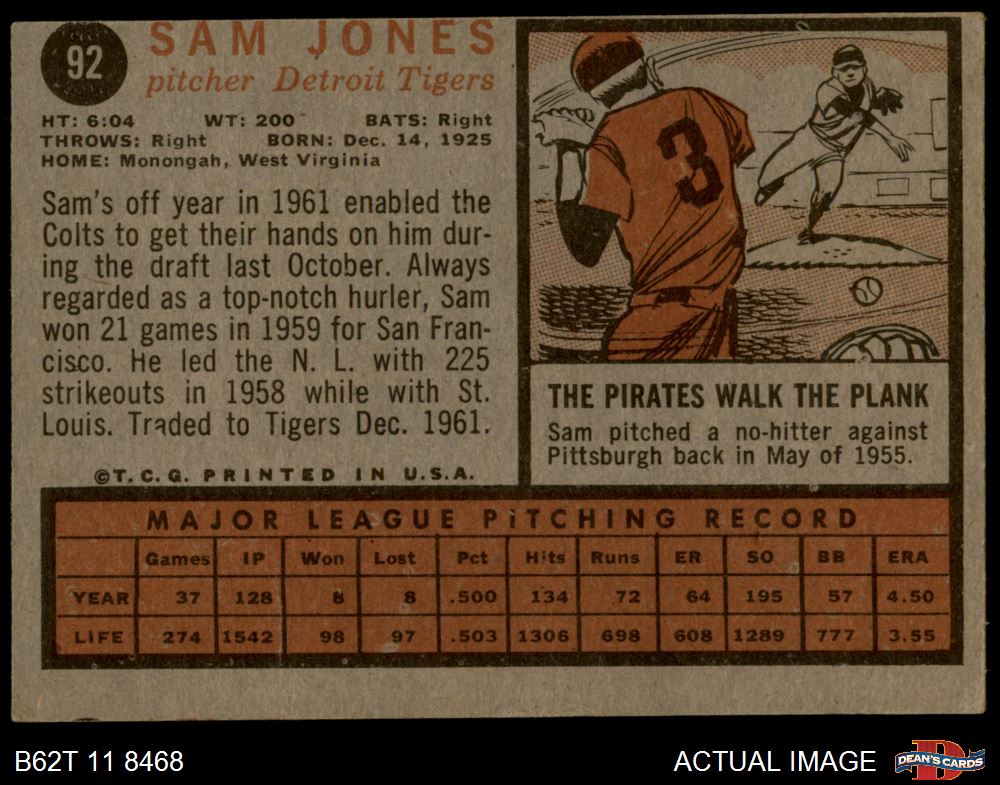 92
SAM JONES
pitcher Detroit Tigers
HT: 6:04 WT: 200 BATS: Right
THROWS: Right BORN: Dec. 14, 1925
HOME: Monongah, West Virginia
Sam's off year in 1961 enabled the
Colts to get their hands on him dur-
ing the draft last October. Always
regarded as a top-notch hurler, Sam
won 21 games in 1959 for San Fran-
cisco. He led the N. L. with 225
strikeouts in 1958 while with St.
Louis. Traded to Tigers Dec. 1961.
©T.C.G. PRINTED IN U.S.A.
3
THE PIRATES WALK THE PLANK
Sam pitched a no-hitter against
Pittsburgh back in May of 1955.
MAJOR LEAGUE PITCHING RECORD
Games IP Won Lost Pct Hits Runs ER SO BB ERA
YEAR 37 128 8 8 .500 134 72 64 195 57 4.50
LIFE 274 1542 98 97 .503 1306 698 608 1289 777 3.55
B62T 11 8468
ACTUAL IMAGE
D
DEAN'S CARDS